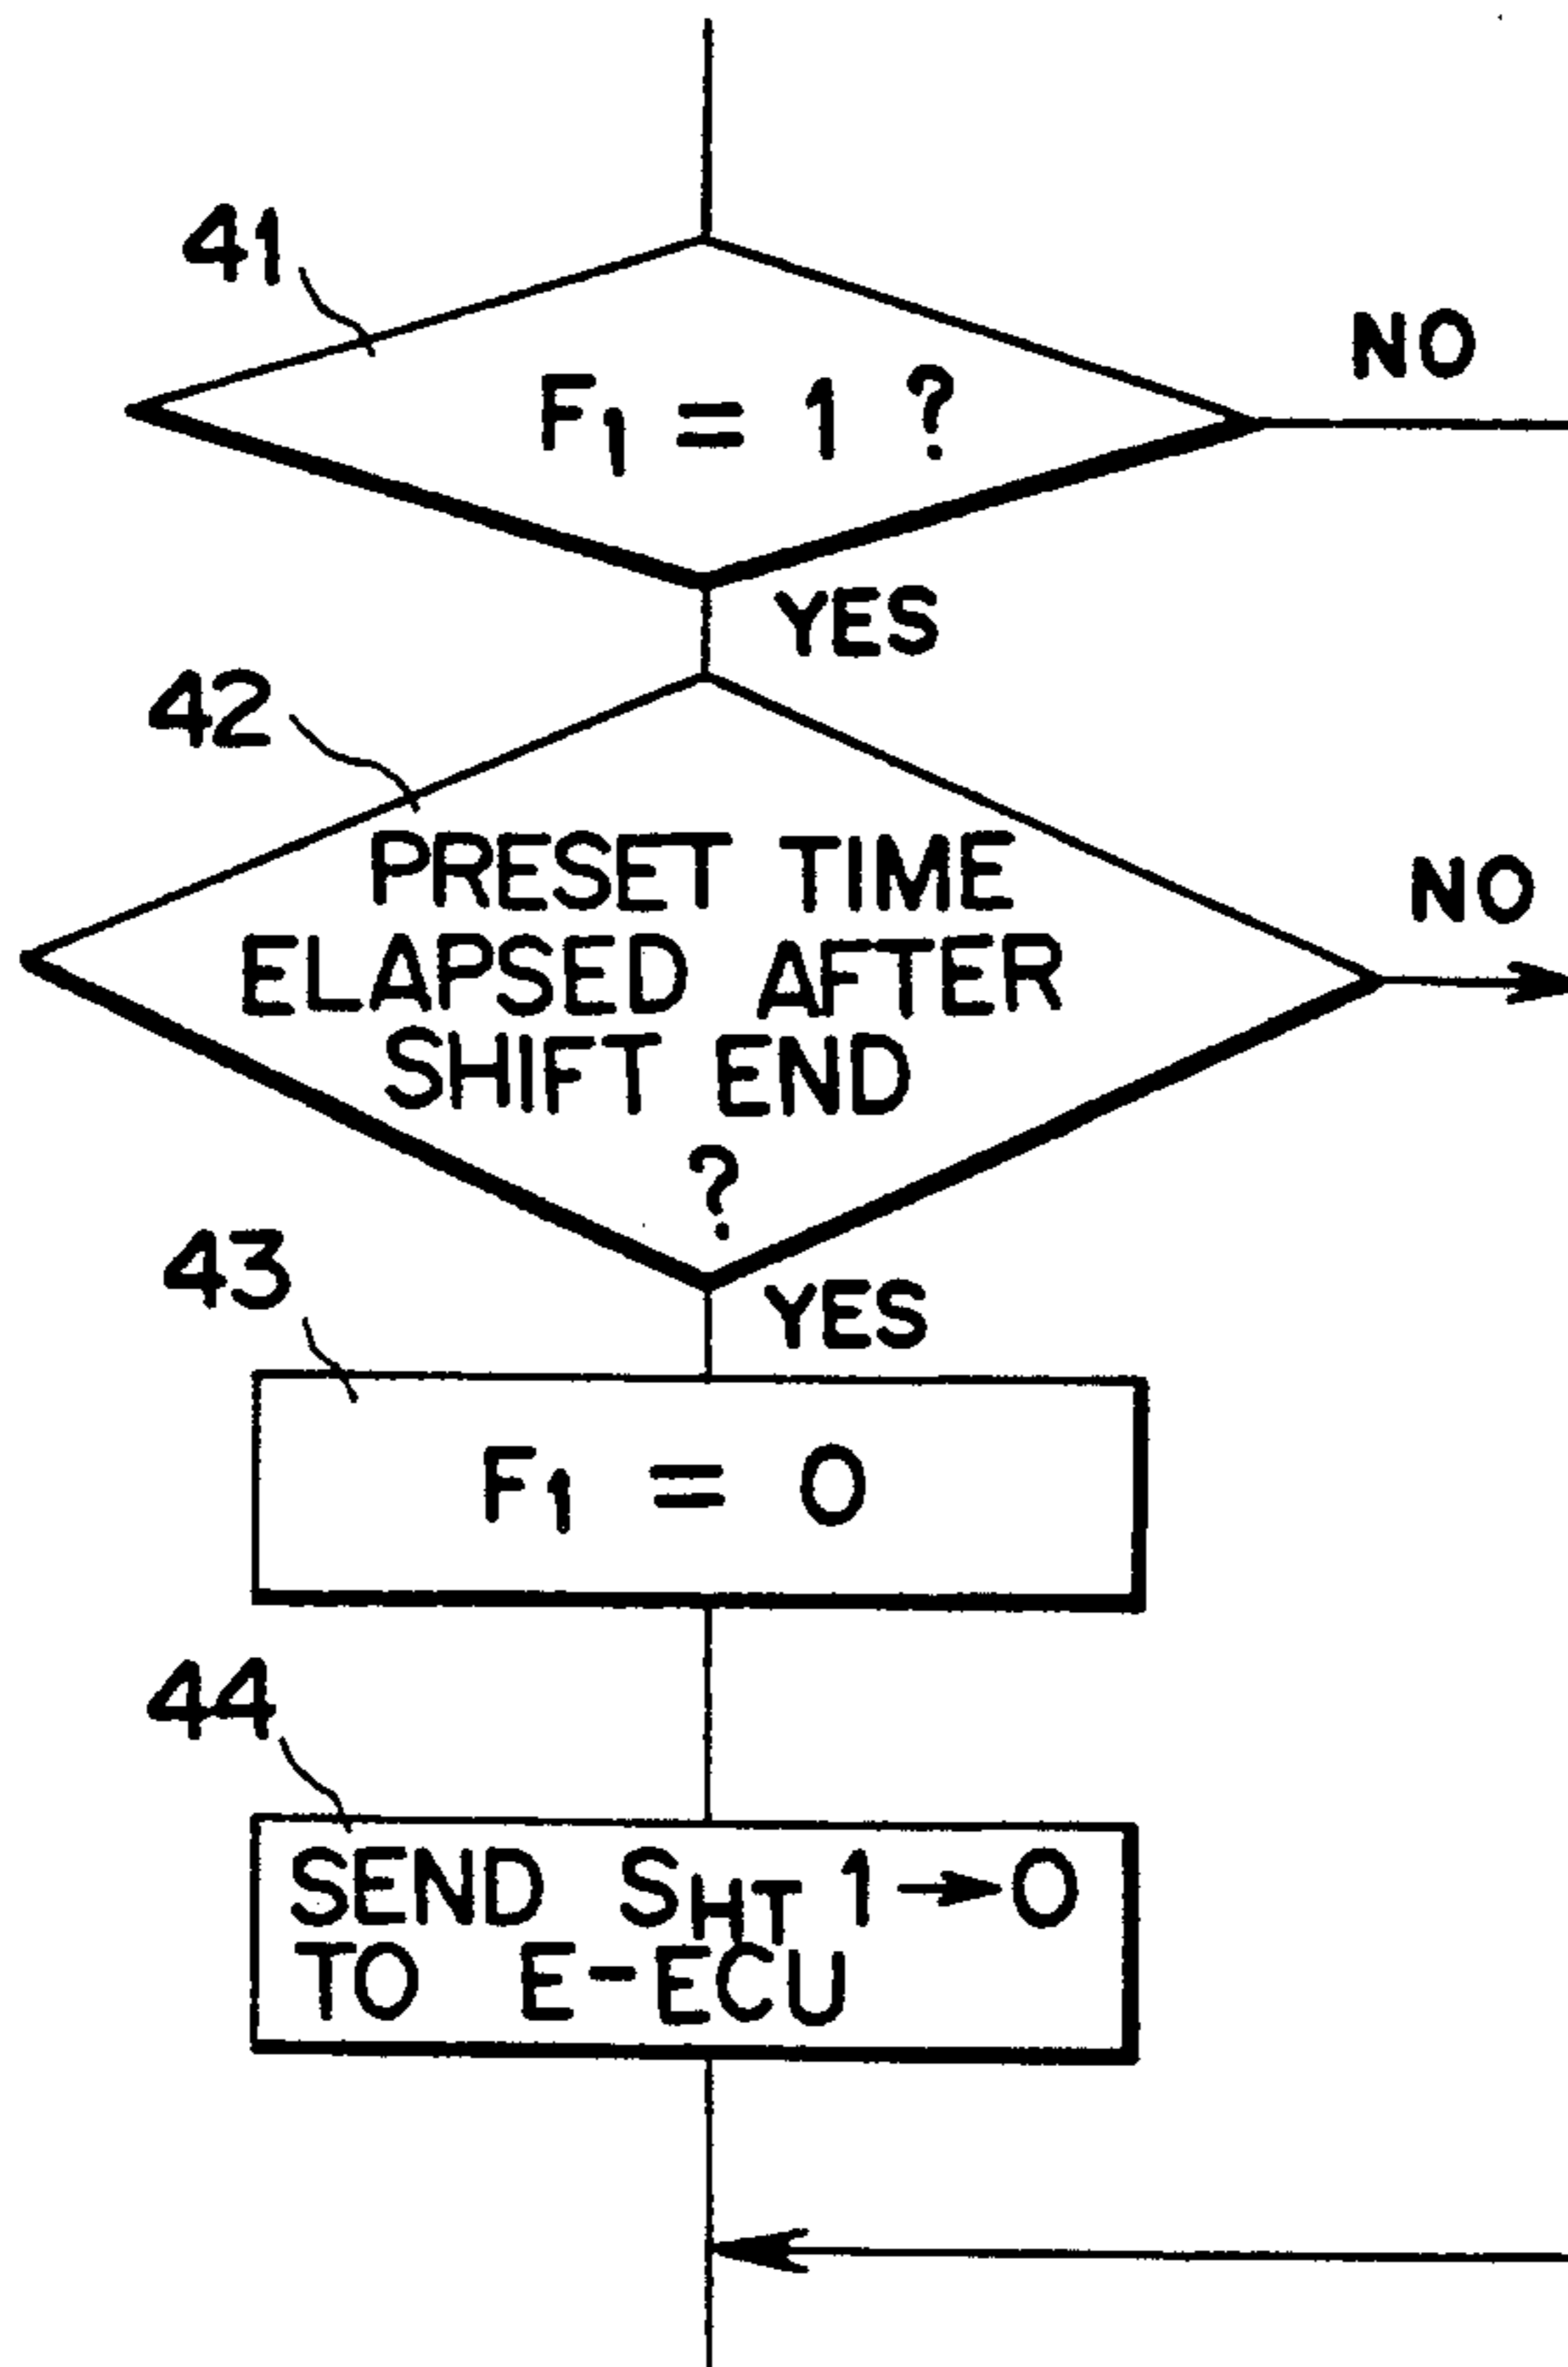 41
F₁ = 1 ?
NO
YES
42
PRESET TIME
ELAPSED AFTER
SHIFT END
?
NO
YES
43
F₁ = 0
44
SEND S_HT 1→0
TO E-ECU